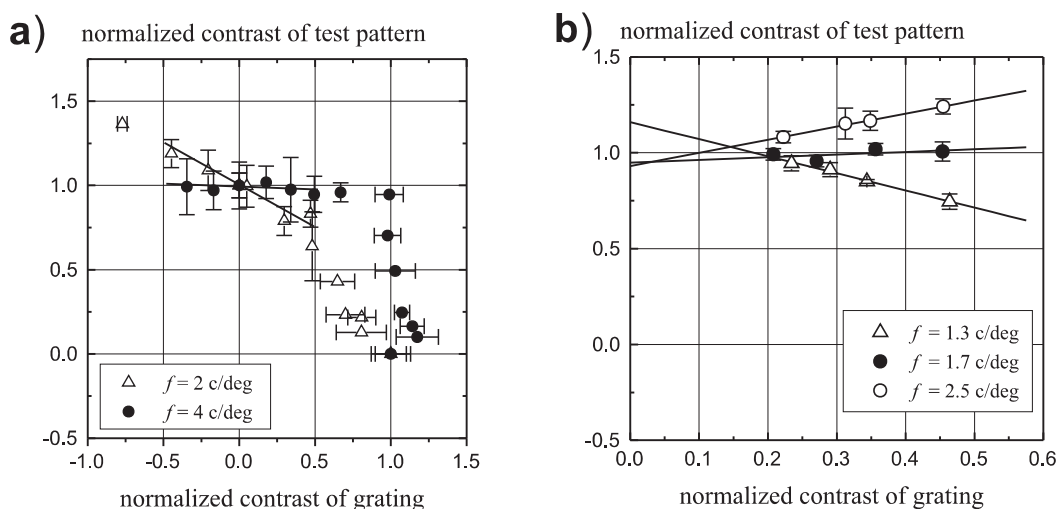 a)
normalized contrast of test pattern
1.5
1.0
0.5
0.0
-0.5
-1.0
-0.5
0.0
0.5
1.0
1.5
f = 2 c/deg
f = 4 c/deg
normalized contrast of grating
b)
normalized contrast of test pattern
1.5
1.0
0.5
0.0
-0.5
0.0
0.1
0.2
0.3
0.4
0.5
0.6
f = 1.3 c/deg
f = 1.7 c/deg
f = 2.5 c/deg
normalized contrast of grating